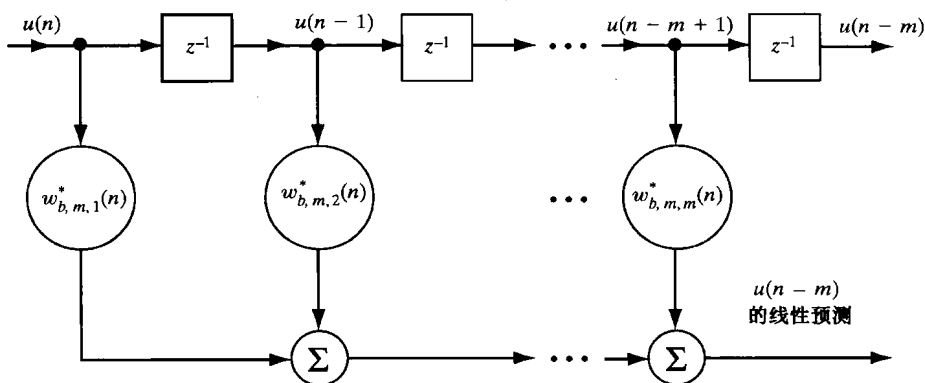 u(n) u(n − 1) u(n − m + 1) u(n − m)
z⁻¹ z⁻¹ • • • z⁻¹
w*b, m, 1(n) w*b, m, 2(n) • • • w*b, m, m(n)
u(n − m)
的线性预测
Σ • • • Σ